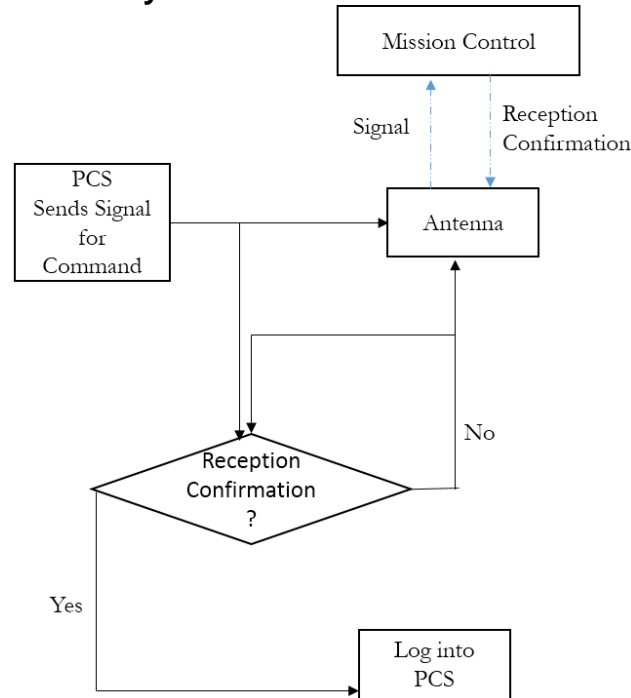 Mission Control
Signal
Reception
Confirmation
PCS
Sends Signal
for
Command
Antenna
No
Reception
Confirmation
?
Yes
Log into
PCS